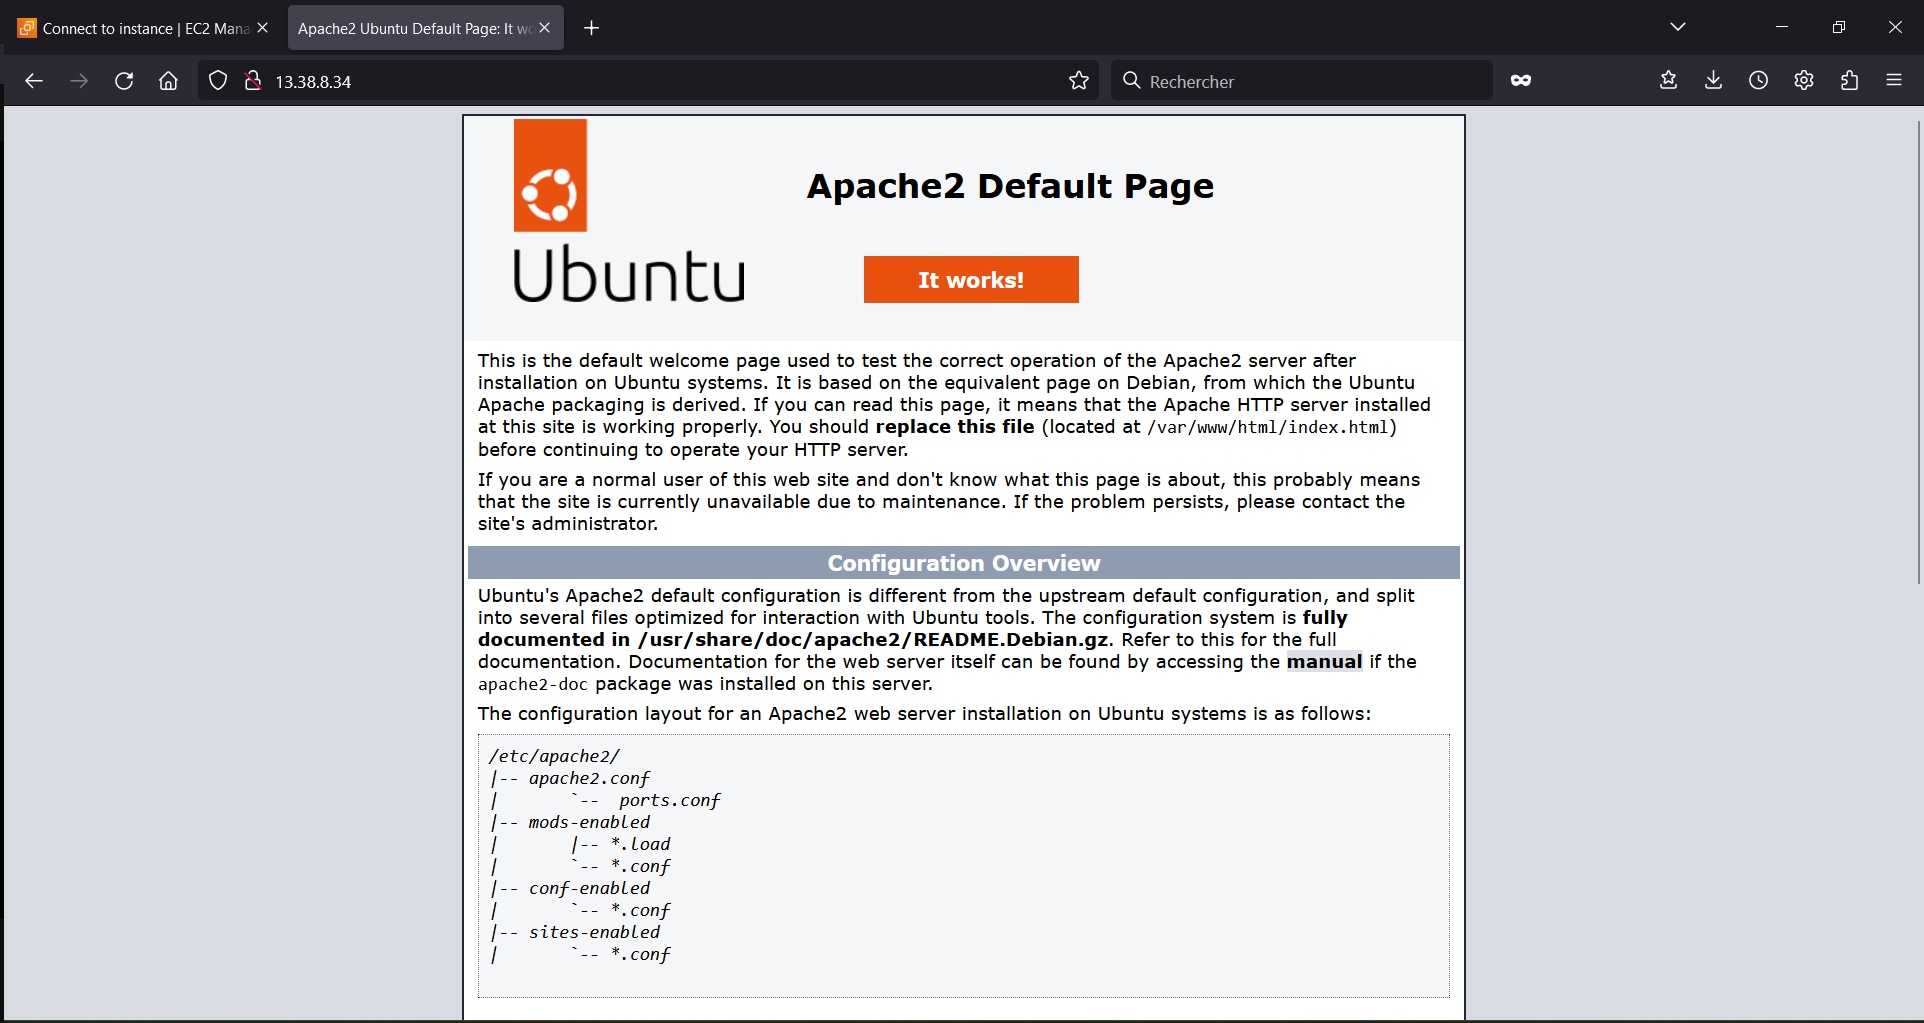 Connect to instance | EC2 Mana
Apache2 Ubuntu Default Page: It wo
13.38.8.34
Rechercher
Apache2 Default Page
Ubuntu
It works!
This is the default welcome page used to test the correct operation of the Apache2 server after
installation on Ubuntu systems. It is based on the equivalent page on Debian, from which the Ubuntu
Apache packaging is derived. If you can read this page, it means that the Apache HTTP server installed
at this site is working properly. You should replace this file (located at /var/www/html/index.html)
before continuing to operate your HTTP server.
If you are a normal user of this web site and don't know what this page is about, this probably means
that the site is currently unavailable due to maintenance. If the problem persists, please contact the
site's administrator.
Configuration Overview
Ubuntu's Apache2 default configuration is different from the upstream default configuration, and split
into several files optimized for interaction with Ubuntu tools. The configuration system is fully
documented in /usr/share/doc/apache2/README.Debian.gz. Refer to this for the full
documentation. Documentation for the web server itself can be found by accessing the manual if the
apache2-doc package was installed on this server.
The configuration layout for an Apache2 web server installation on Ubuntu systems is as follows:
/etc/apache2/
|-- apache2.conf
|       `--  ports.conf
|-- mods-enabled
|       |-- *.load
|       `-- *.conf
|-- conf-enabled
|       `-- *.conf
|-- sites-enabled
|       `-- *.conf